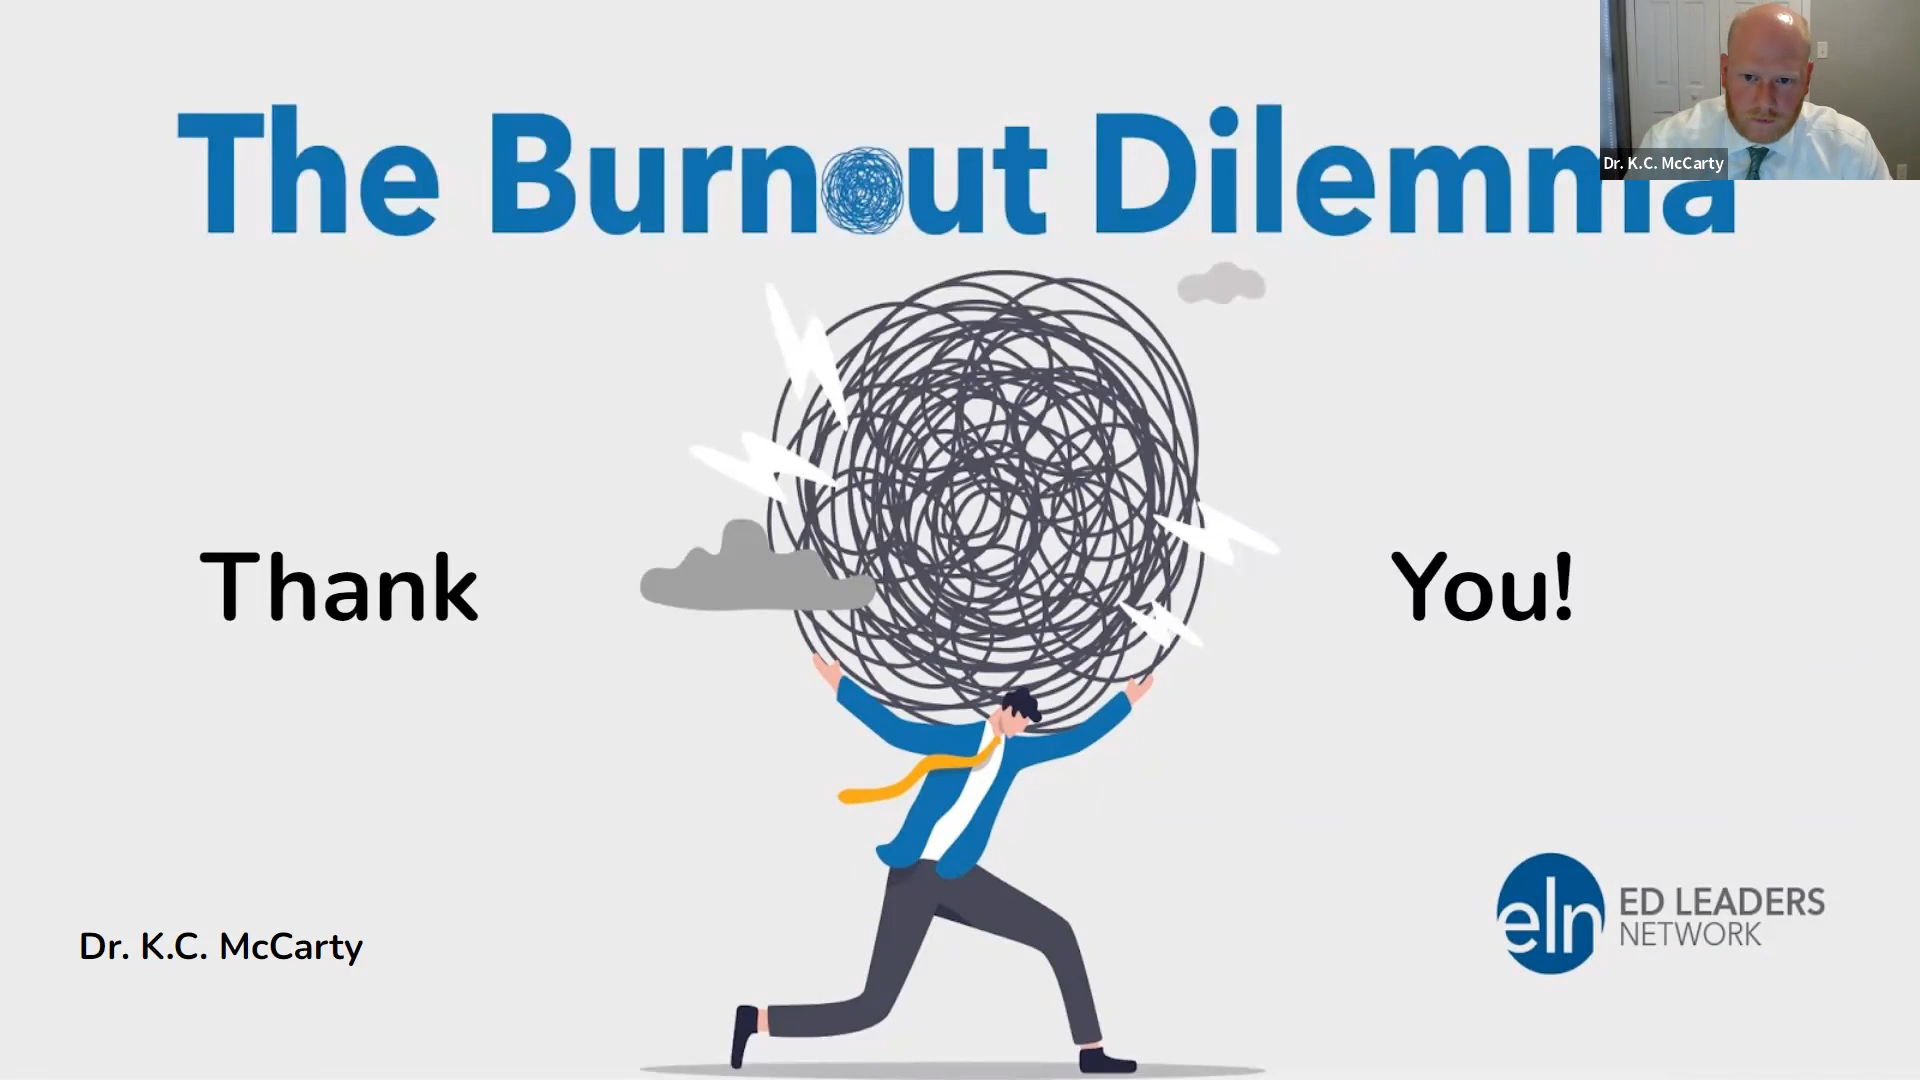 The Burnout Dilemma
Dr. K.C. McCarty
Thank You!
Dr. K.C. McCarty
eln ED LEADERS
NETWORK